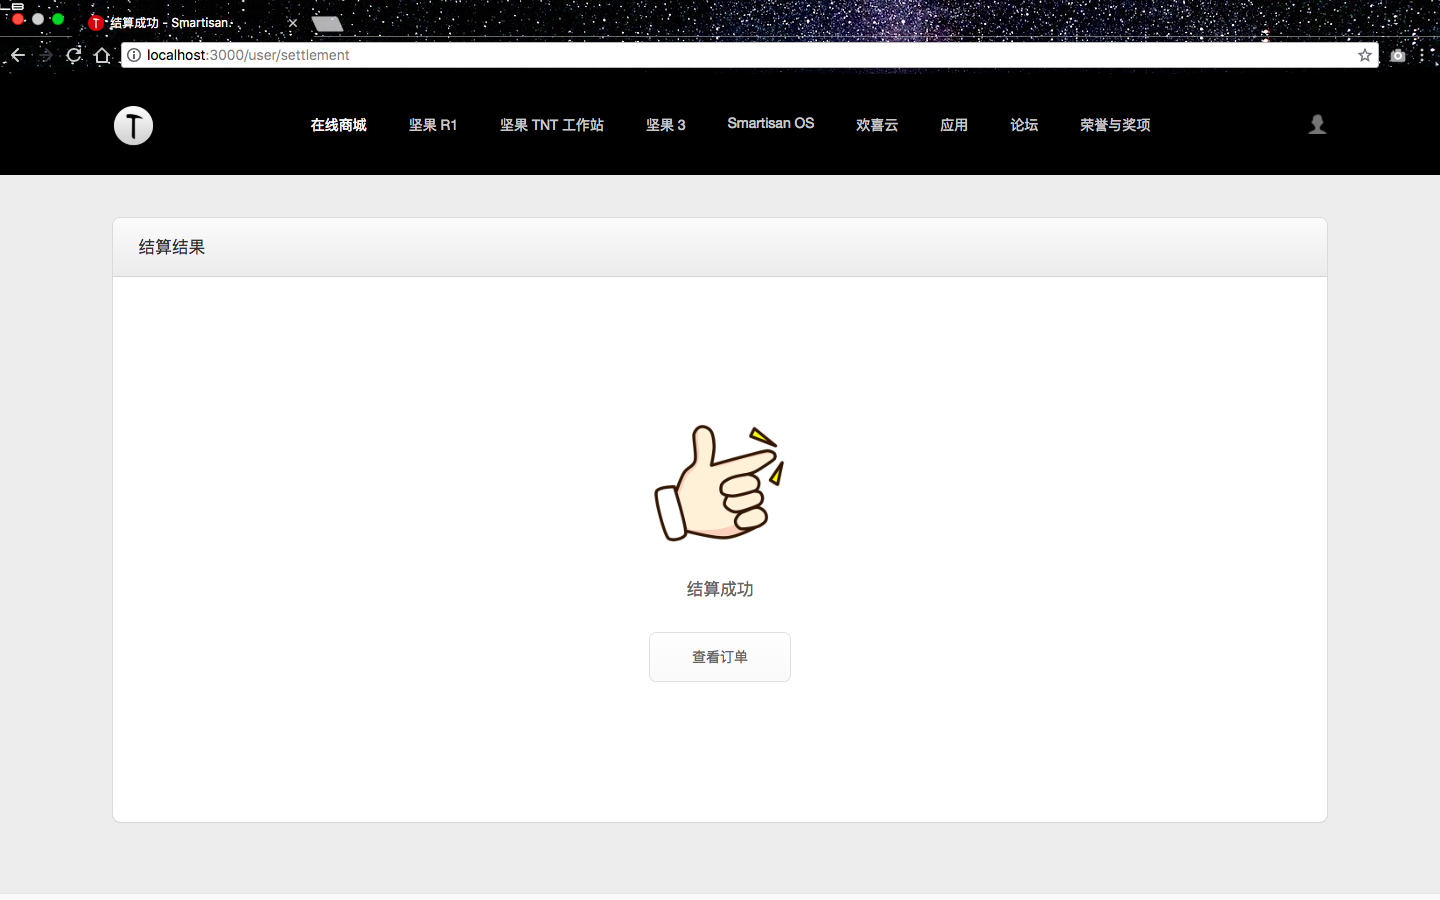 结算成功 - Smartisan.
localhost:3000/user/settlement
在线商城 坚果 R1 坚果 TNT 工作站 坚果 3 Smartisan OS 欢喜云 应用 论坛 荣誉与奖项
结算结果
结算成功
查看订单